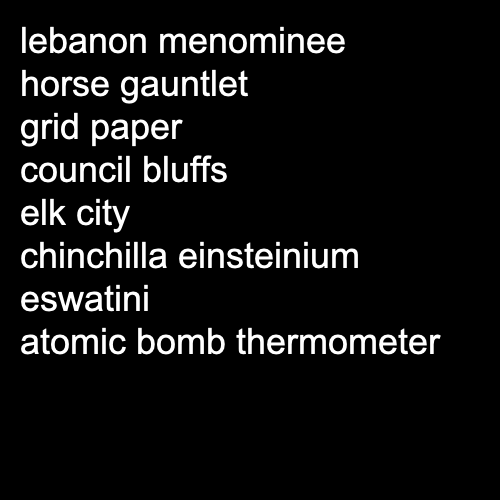 lebanon menominee
horse gauntlet
grid paper
council bluffs
elk city
chinchilla einsteinium
eswatini
atomic bomb thermometer